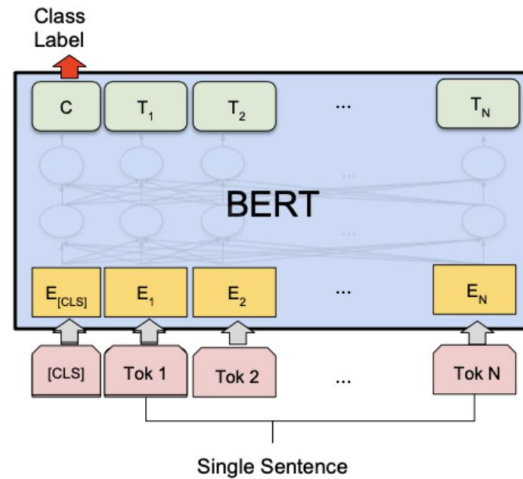 Class
Label
C T1 T2 ... TN
...
BERT
...
E[CLS] E1 E2 ... EN
[CLS] Tok 1 Tok 2 ... Tok N
Single Sentence